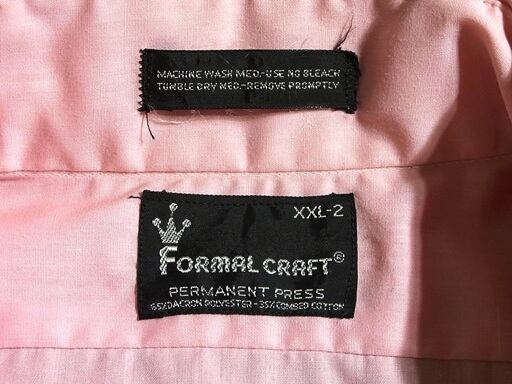 MACHINE WASH MED.-USE NO BLEACH
TUMBLE DRY MED.-REMOVE PROMPTLY
XXL-2
FORMAL CRAFT®
PERMANENT PRESS
65% DACRON POLYESTER - 35% COMBED COTTON